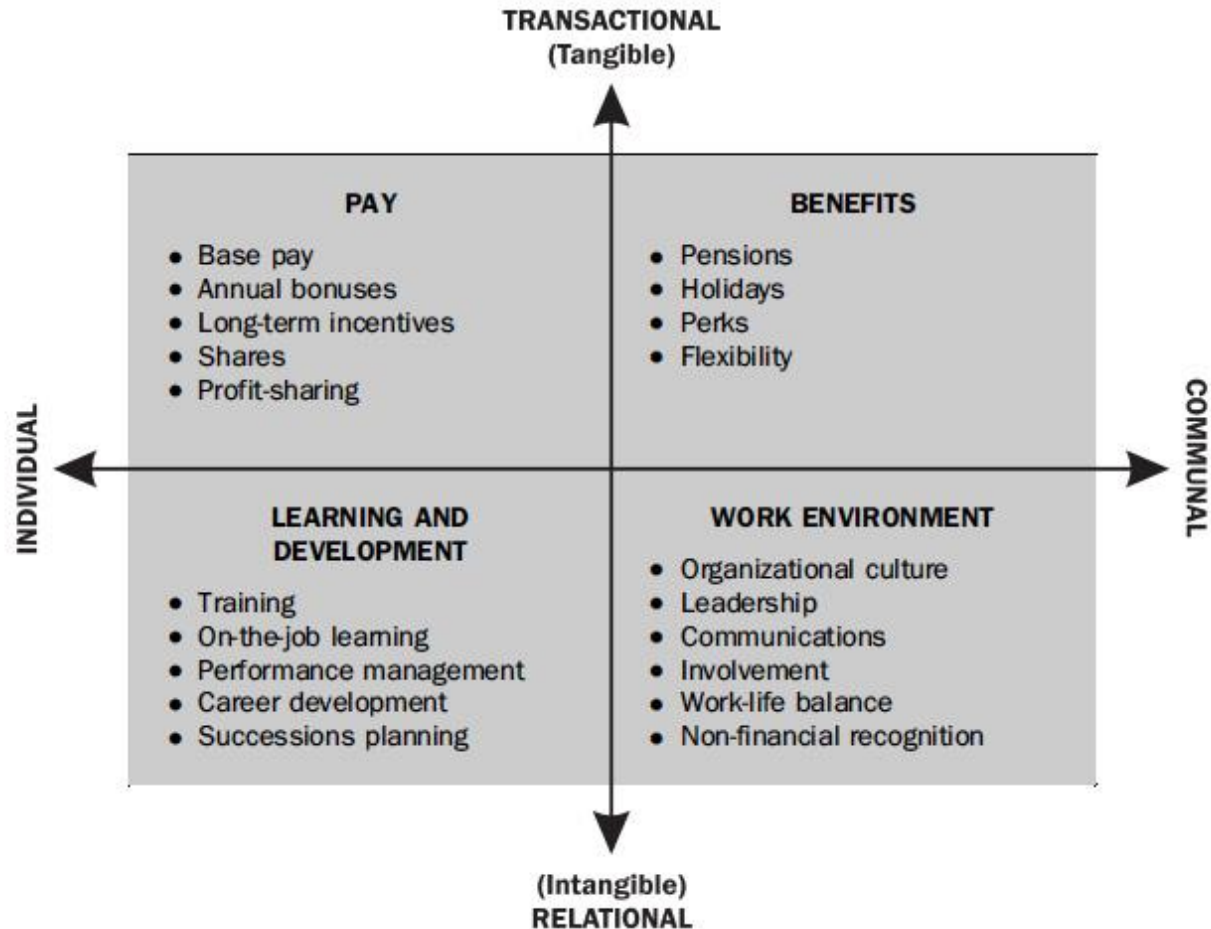 TRANSACTIONAL
(Tangible)
PAY
• Base pay
• Annual bonuses
• Long-term incentives
• Shares
• Profit-sharing
BENEFITS
• Pensions
• Holidays
• Perks
• Flexibility
INDIVIDUAL
COMMUNAL
LEARNING AND
DEVELOPMENT
• Training
• On-the-job learning
• Performance management
• Career development
• Successions planning
WORK ENVIRONMENT
• Organizational culture
• Leadership
• Communications
• Involvement
• Work-life balance
• Non-financial recognition
(Intangible)
RELATIONAL